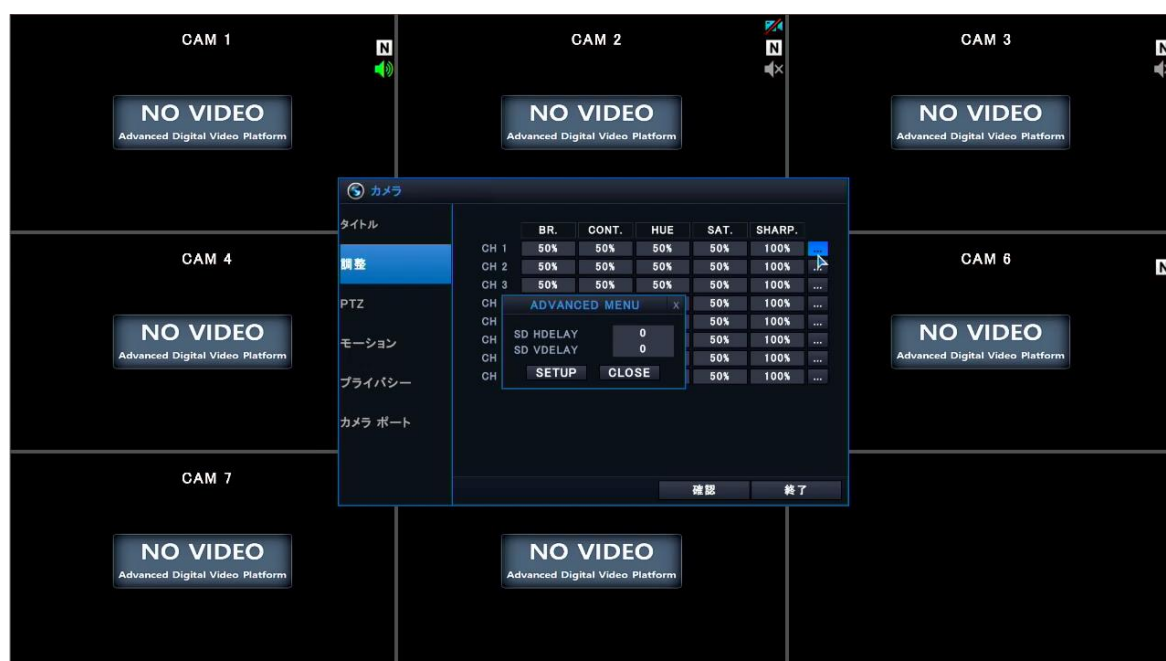 CAM 1
N
CAM 2
N
CAM 3
N
NO VIDEO
Advanced Digital Video Platform
NO VIDEO
Advanced Digital Video Platform
NO VIDEO
Advanced Digital Video Platform
カメラ
タイトル
調整
PTZ
モーション
プライバシー
カメラ ポート
BR. CONT. HUE SAT. SHARP.
CH 1 50% 50% 50% 50% 100% ...
CH 2 50% 50% 50% 50% 100% ...
CH 3 50% 50% 50% 50% 100% ...
CH 50% 100% ...
CH 50% 100% ...
CH 50% 100% ...
CH 50% 100% ...
CH 50% 100% ...
ADVANCED MENU x
SD HDELAY 0
SD VDELAY 0
SETUP CLOSE
確認 終了
CAM 4
CAM 6
N
NO VIDEO
Advanced Digital Video Platform
NO VIDEO
Advanced Digital Video Platform
CAM 7
NO VIDEO
Advanced Digital Video Platform
NO VIDEO
Advanced Digital Video Platform